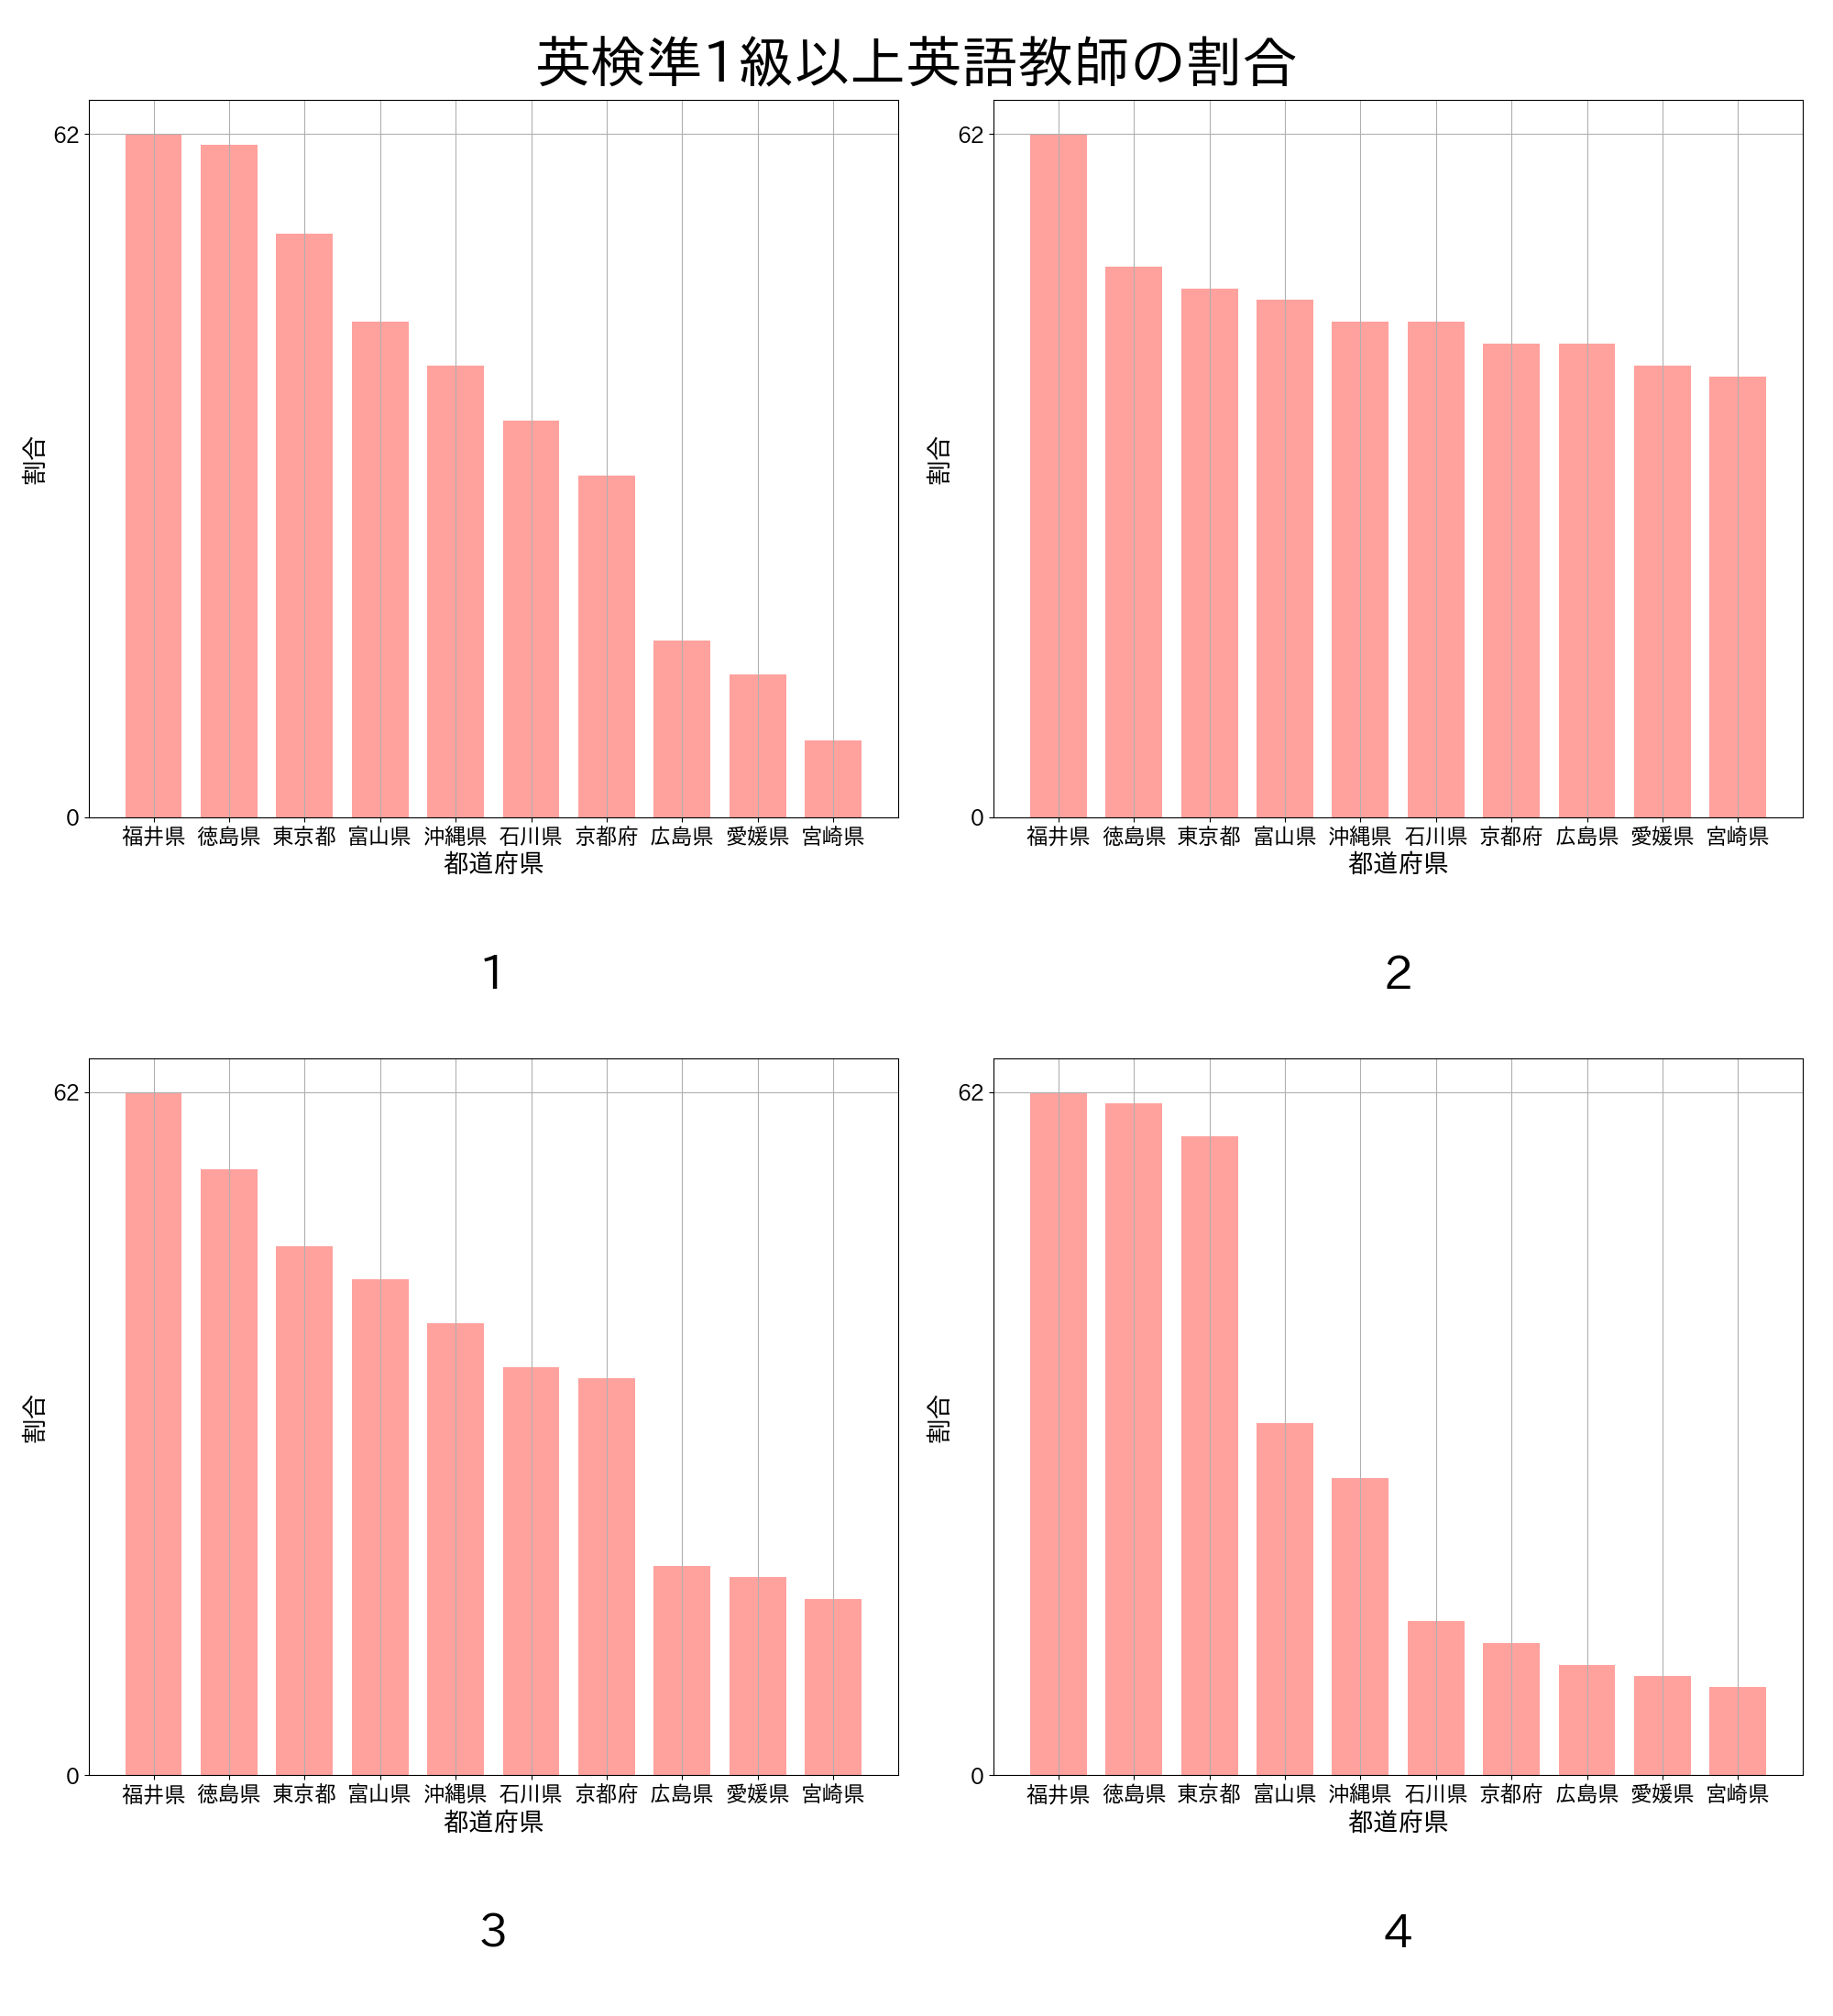 英検準1級以上英語教師の割合
62
0
割合
福井県 徳島県 東京都 富山県 沖縄県 石川県 京都府 広島県 愛媛県 宮崎県
都道府県
1
62
0
割合
福井県 徳島県 東京都 富山県 沖縄県 石川県 京都府 広島県 愛媛県 宮崎県
都道府県
2
62
0
割合
福井県 徳島県 東京都 富山県 沖縄県 石川県 京都府 広島県 愛媛県 宮崎県
都道府県
3
62
0
割合
福井県 徳島県 東京都 富山県 沖縄県 石川県 京都府 広島県 愛媛県 宮崎県
都道府県
4